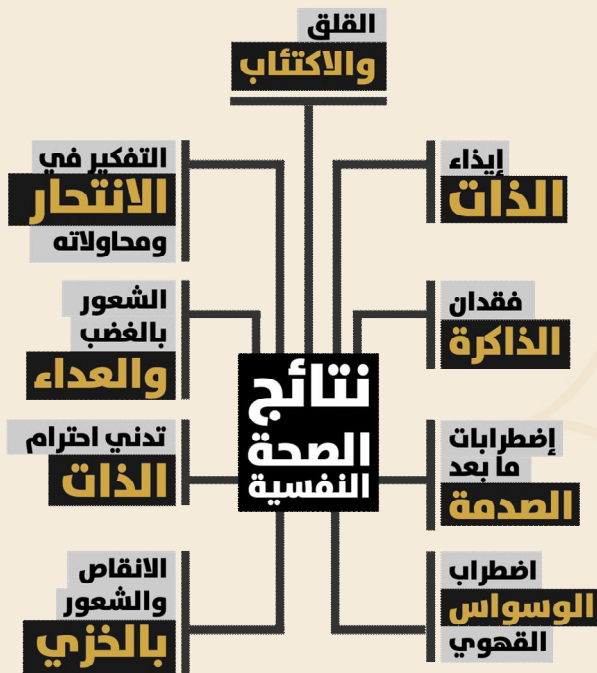 القلق
والاكتئاب
إيذاء
الذات
فقدان
الذاكرة
إضطرابات
ما بعد
الصدمة
اضطراب
الوسواس
القهوي
نتائج
الصحة
النفسية
التفكير في
الانتحار
ومحاولاته
الشعور
بالغضب
والعداء
تدني احترام
الذات
الانقاص
والشعور
بالخزي